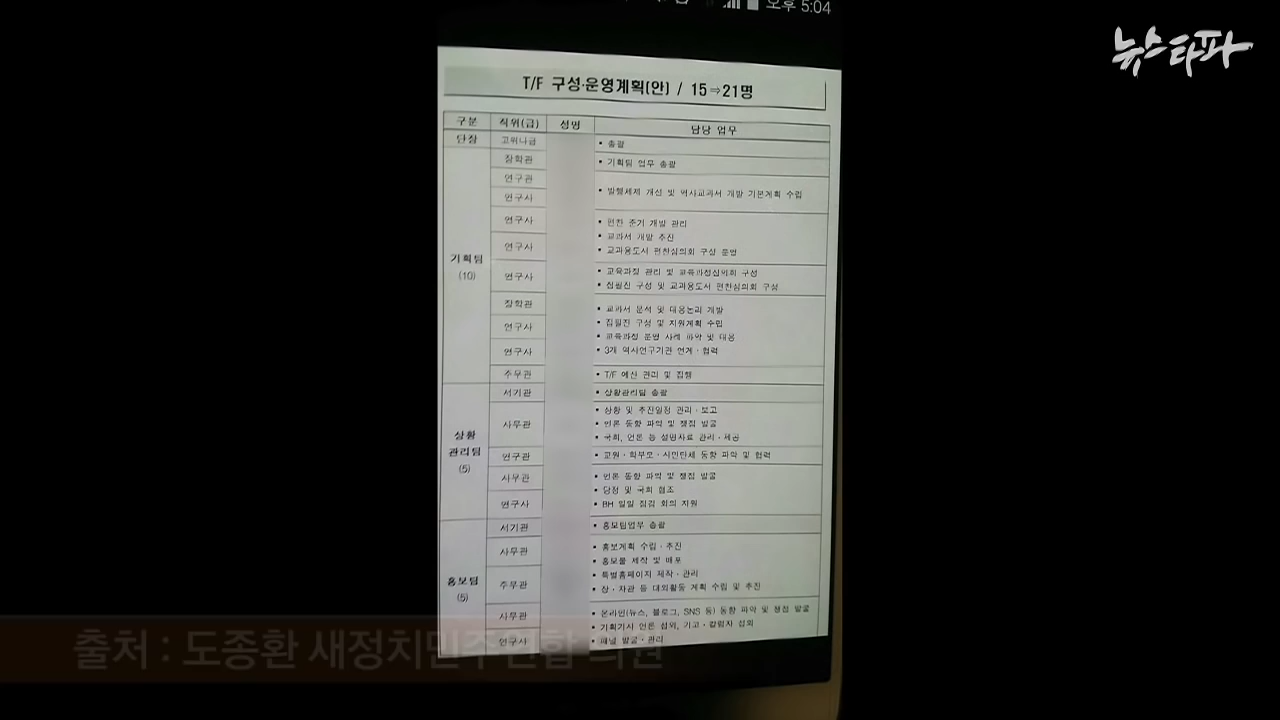 오후 5:04
뉴스타파
T/F 구성·운영계획(안) / 15⇒21명
구분 직위(급) 성명 담당 업무
단장 고위나급 ▪ 총괄
기획팀
(10)
장학관 ▪ 기획팀 업무 총괄
연구관
연구사
▪ 발행체제 개선 및 역사교과서 개발 기본계획 수립
연구사
연구사
▪ 편찬 준거 개발 관리
▪ 교과서 개발 추진
▪ 교과용도서 편찬심의회 구성 운영
연구사
▪ 교육과정 관리 및 교육과정심의회 구성
▪ 집필진 구성 및 교과용도서 편찬심의회 구성
장학관
연구사
연구사
▪ 교과서 분석 및 대응논리 개발
▪ 집필진 구성 및 지원계획 수립
▪ 교육과정 운영 사례 파악 및 대응
▪ 3개 역사연구기관 연계·협력
주무관 ▪ T/F 예산 관리 및 집행
상황
관리팀
(5)
서기관 ▪ 상황관리팀 총괄
사무관
▪ 상황 및 추진일정 관리·보고
▪ 언론 동향 파악 및 쟁점 발굴
▪ 국회, 언론 등 설명자료 관리·제공
연구관 ▪ 교원·학부모·시민단체 동향 파악 및 협력
사무관
연구사
▪ 언론 동향 파악 및 쟁점 발굴
▪ 당정 및 국회 협조
▪ BH 일일 점검 회의 지원
홍보팀
(5)
서기관 ▪ 홍보팀업무 총괄
사무관
주무관
▪ 홍보계획 수립·추진
▪ 홍보물 제작 및 배포
▪ 특별홈페이지 제작·관리
▪ 장·차관 등 대외활동 계획 수립 및 추진
사무관
연구사
▪ 온라인(뉴스, 블로그, SNS 등) 동향 파악 및 쟁점 발굴
▪ 기획기사 언론 섭외, 기고·칼럼자 섭외
▪ 패널 발굴·관리
출처 : 도종환 새정치민주연합 의원